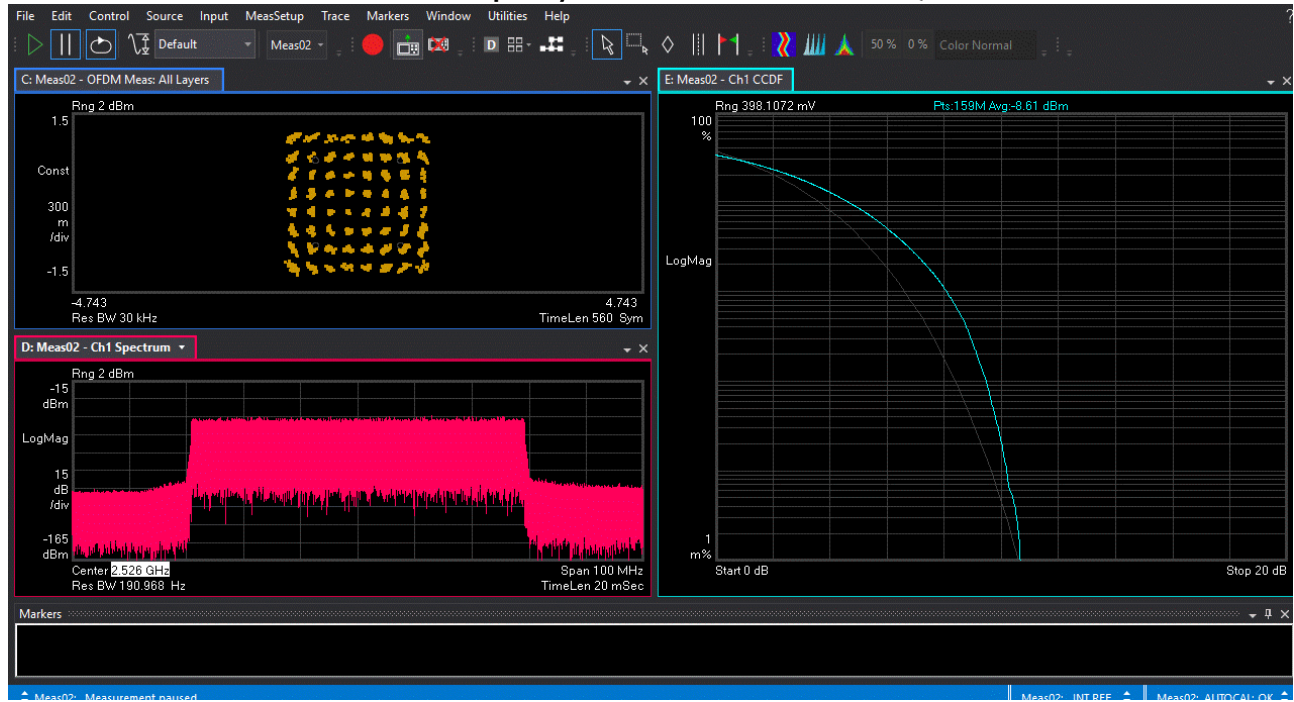 File Edit Control Source Input MeasSetup Trace Markers Window Utilities Help ?
Default Meas02 D 50 % 0 % Color Normal
C: Meas02 - OFDM Meas: All Layers
Rng 2 dBm
1.5
Const
300
m
/div
-1.5
-4.743 4.743
Res BW 30 kHz TimeLen 560 Sym
D: Meas02 - Ch1 Spectrum
Rng 2 dBm
-15
dBm
LogMag
15
dB
/div
-165
dBm
Center 2.526 GHz Span 100 MHz
Res BW 190.968 Hz TimeLen 20 mSec
E: Meas02 - Ch1 CCDF
Rng 398.1072 mV Pts:159M Avg:-8.61 dBm
100
%
LogMag
1
m%
Start 0 dB Stop 20 dB
Markers
Meas02: Measurement paused Meas02: INT REF Meas02: AUTOCAL: OK